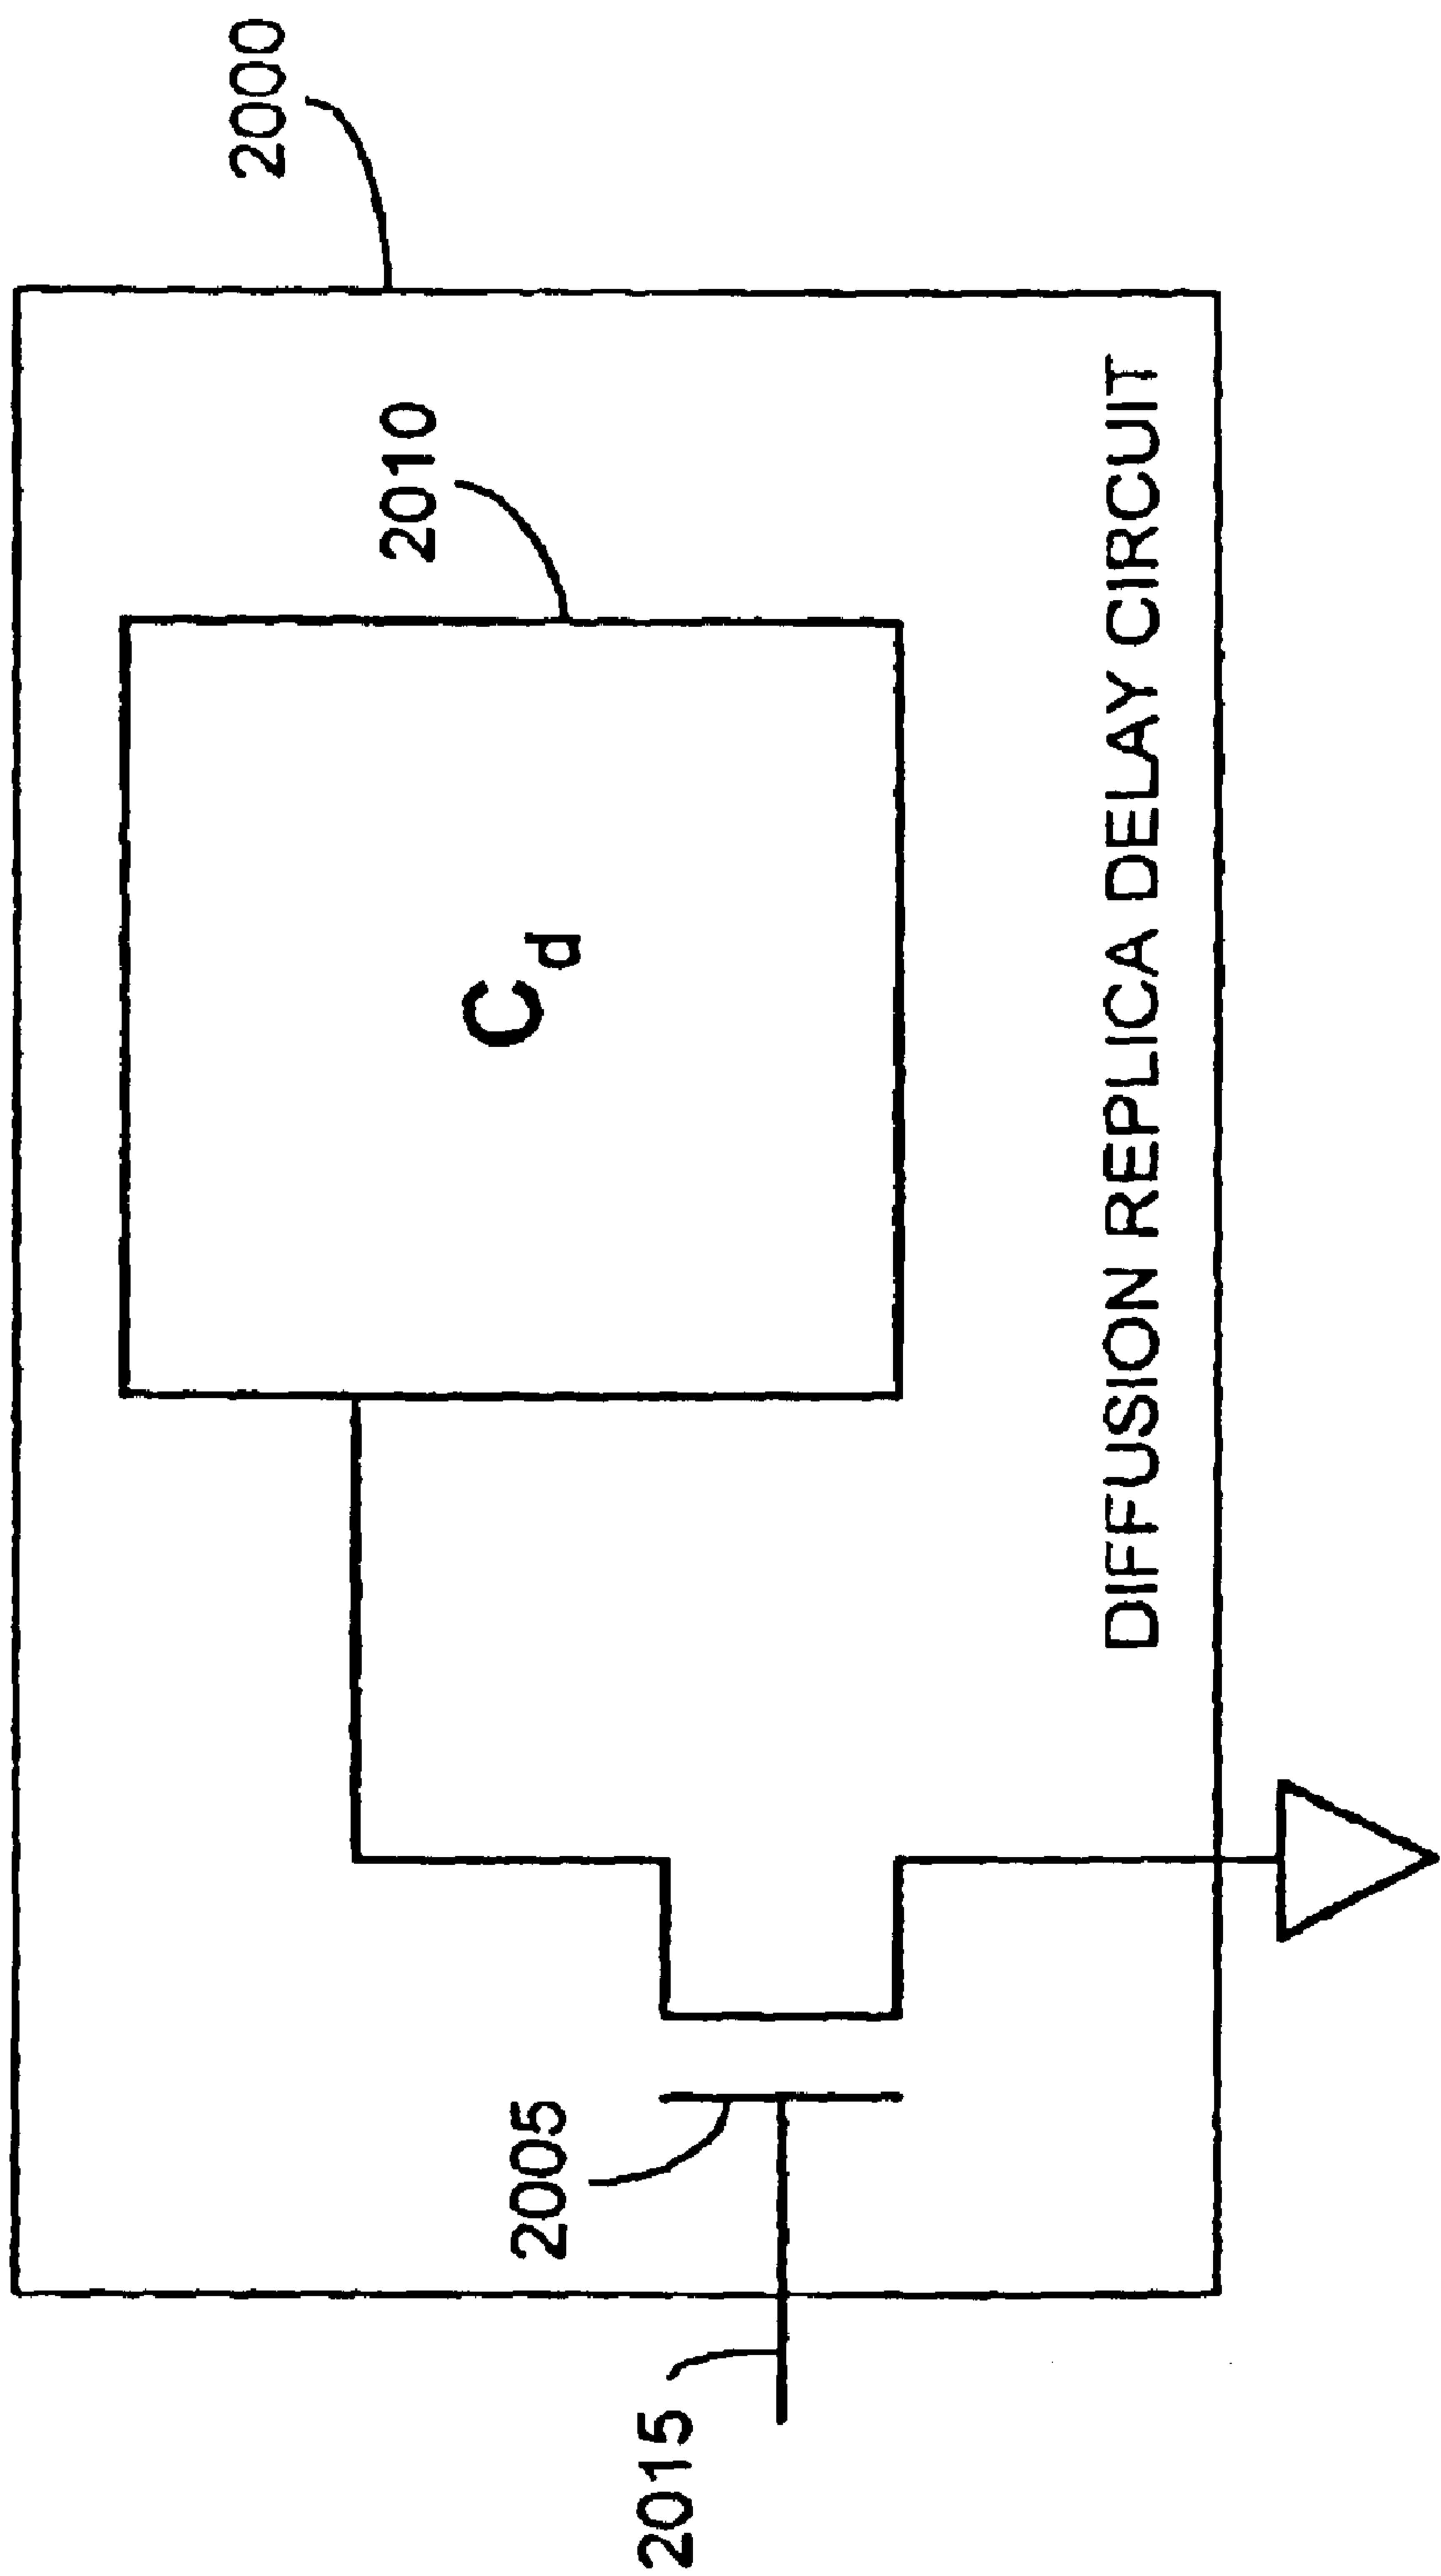 2000
2010
C_d
2005
2015
DIFFUSION REPLICA DELAY CIRCUIT